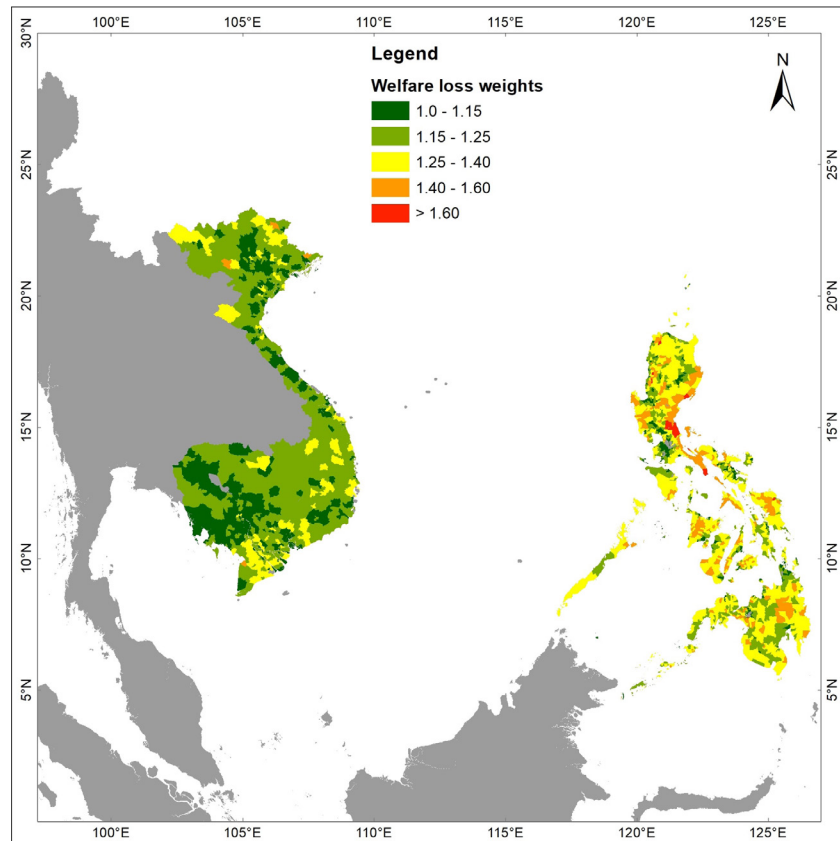 100°E 105°E 110°E 115°E 120°E 125°E
30°N
25°N
20°N
15°N
10°N
5°N
Legend
Welfare loss weights
1.0 - 1.15
1.15 - 1.25
1.25 - 1.40
1.40 - 1.60
> 1.60
N
25°N
20°N
15°N
10°N
5°N
100°E 105°E 110°E 115°E 120°E 125°E